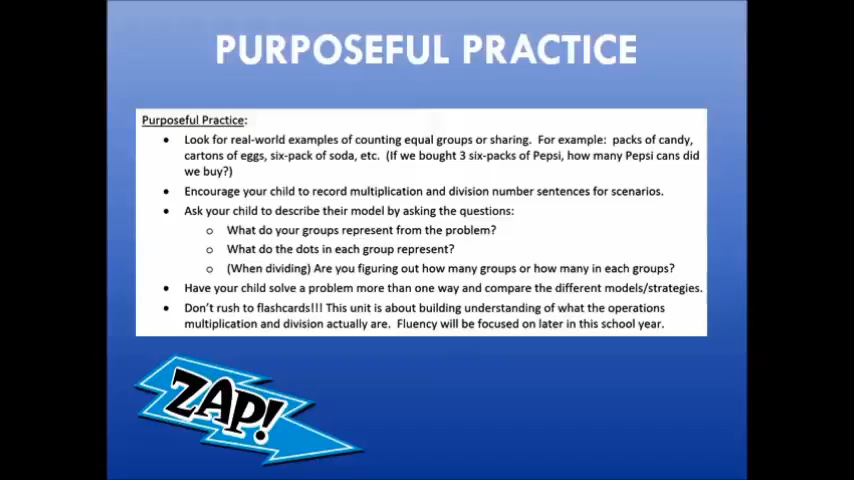 PURPOSEFUL PRACTICE
Purposeful Practice:
• Look for real-world examples of counting equal groups or sharing. For example: packs of candy,
cartons of eggs, six-pack of soda, etc. (If we bought 3 six-packs of Pepsi, how many Pepsi cans did
we buy?)
• Encourage your child to record multiplication and division number sentences for scenarios.
• Ask your child to describe their model by asking the questions:
o What do your groups represent from the problem?
o What do the dots in each group represent?
o (When dividing) Are you figuring out how many groups or how many in each groups?
• Have your child solve a problem more than one way and compare the different models/strategies.
• Don't rush to flashcards!!! This unit is about building understanding of what the operations
multiplication and division actually are. Fluency will be focused on later in this school year.
ZAP!